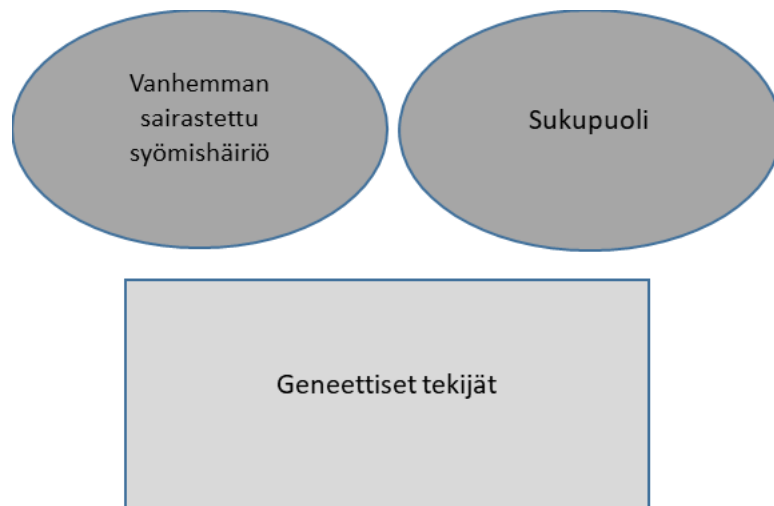 Vanhemman
sairastettu
syömishäiriö
Sukupuoli
Geneettiset tekijät